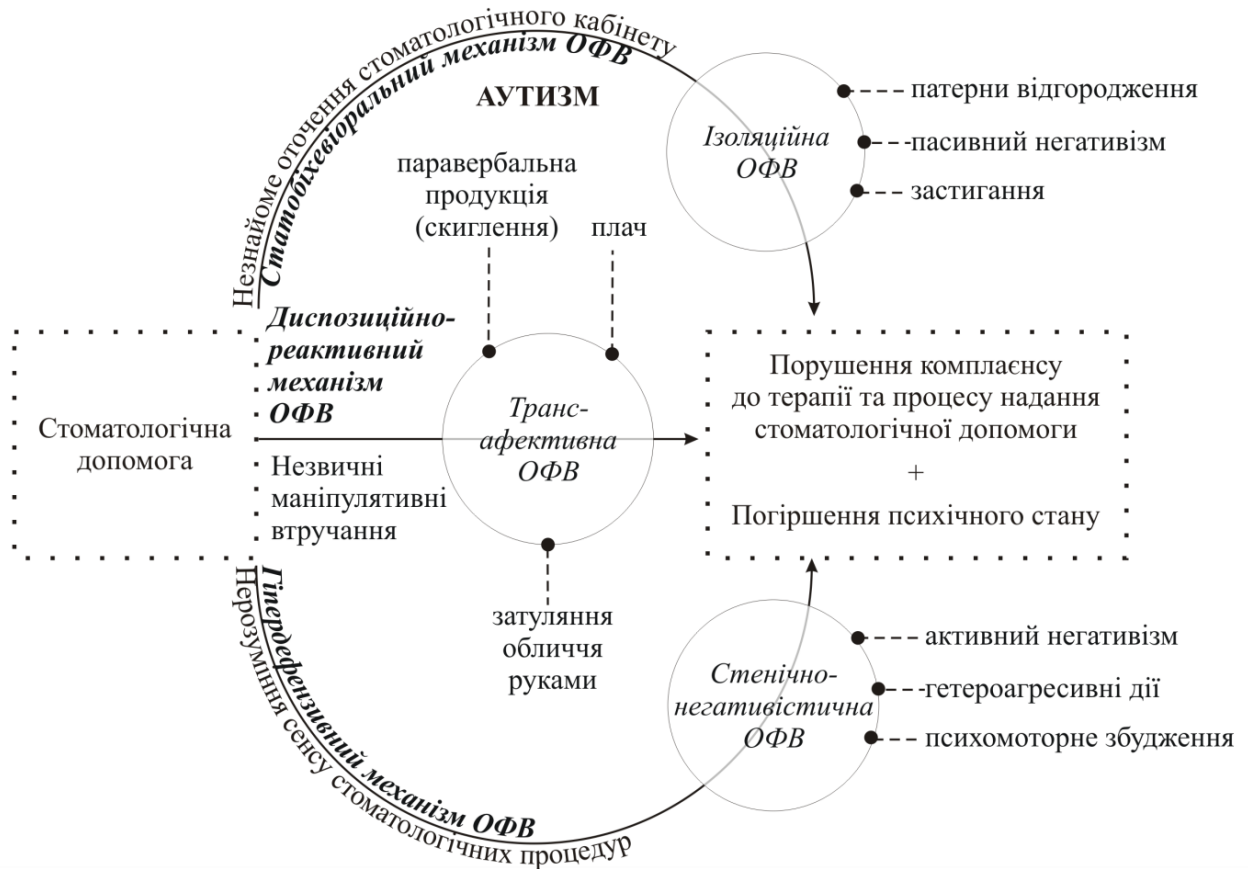 Незнайоме оточення стоматологічного кабінету
Статобіхевіоральний механізм ОФВ
АУТИЗМ
паравербальна
продукція
(скиглення)
плач
Ізоляційна
ОФВ
патерни відгородження
пасивний негативізм
застигання
Стоматологічна
допомога
Диспозиційно-
реактивний
механізм
ОФВ
Незвичні
маніпулятивні
втручання
Транс-
афективна
ОФВ
затуляння
обличчя
руками
Порушення комплаєнсу
до терапії та процесу надання
стоматологічної допомоги
+
Погіршення психічного стану
Гіпердефензивний механізм ОФВ
Нерозуміння сенсу стоматологічних процедур
Стенічно-
негативістична
ОФВ
активний негативізм
гетероагресивні дії
психомоторне збудження